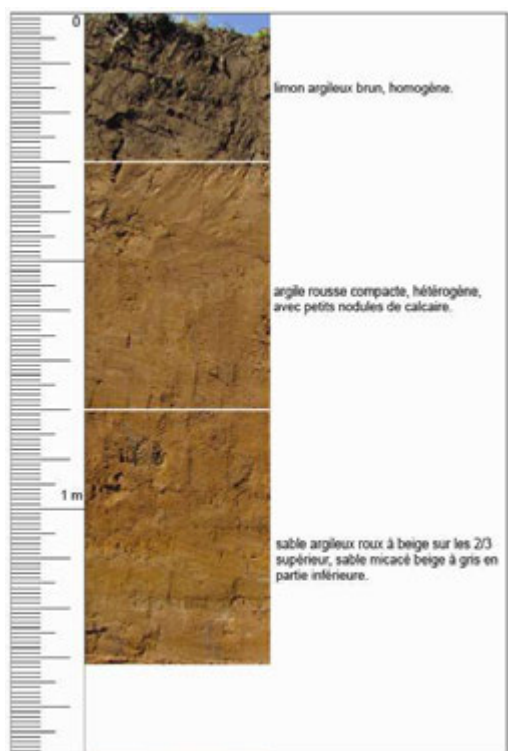 0
limon argileux brun, homogène.
argile rousse compacte, hétérogène,
avec petits nodules de calcaire.
1 m
sable argileux roux à beige sur les 2/3
supérieur, sable micacé beige à gris en
partie inférieure.